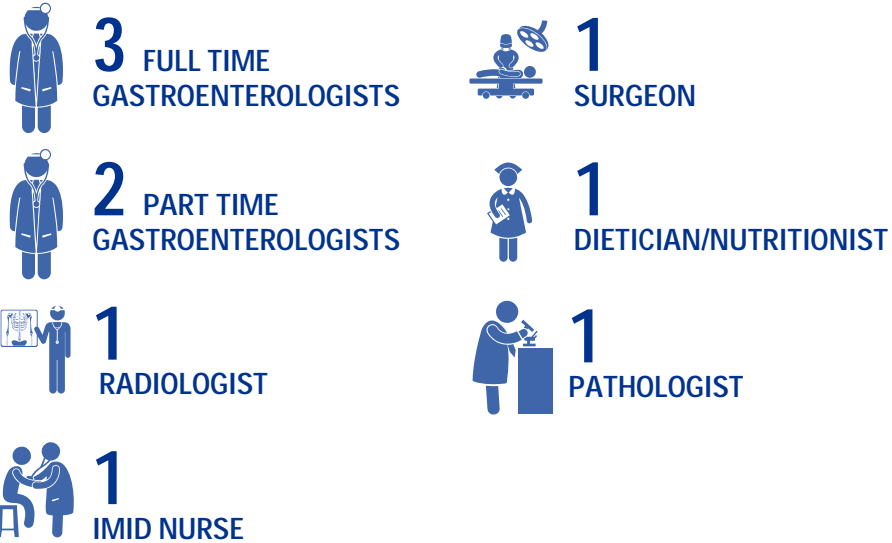 3 FULL TIME
GASTROENTEROLOGISTS
2 PART TIME
GASTROENTEROLOGISTS
1
RADIOLOGIST
1
IMID NURSE
1
SURGEON
1
DIETICIAN/NUTRITIONIST
1
PATHOLOGIST